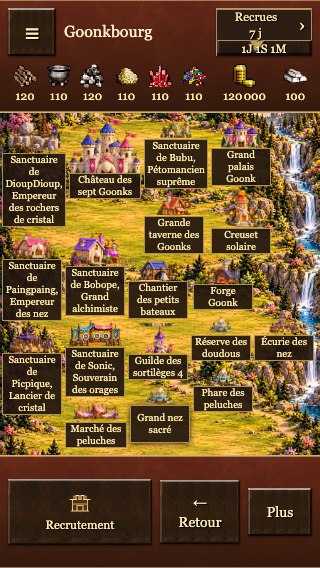 Goonkbourg
Recrues
7 j
1J 1S 1M
120
110
120
110
110
110
120 000
100
Sanctuaire
de
DioupDioup,
Empereur
des rochers
de cristal
Château des
sept Goonks
Sanctuaire
de Bubu,
Pétomancien
suprême
Grand
palais
Goonk
Grande
taverne des
Goonks
Creuset
solaire
Sanctuaire
de
Paingpaing,
Empereur
des nez
Sanctuaire
de Bobope,
Grand
alchimiste
Chantier
des petits
bateaux
Forge
Goonk
Réserve des
doudous
Écurie des
nez
Sanctuaire
de
Picpique,
Lancier de
cristal
Sanctuaire
de Sonic,
Souverain
des orages
Guilde des
sortilèges 4
Phare des
peluches
Marché des
peluches
Grand nez
sacré
Recrutement
← Retour
Plus